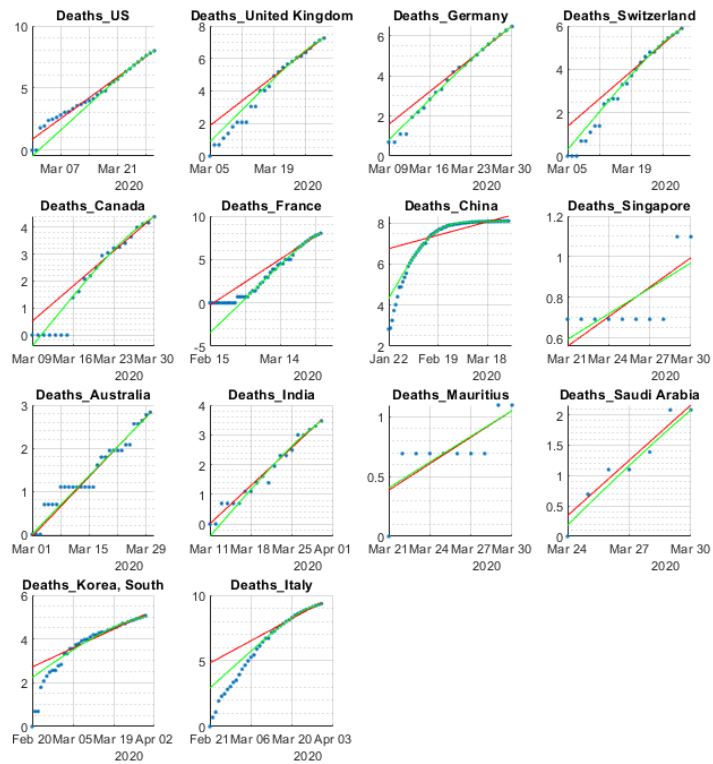 Deaths_US
10
5
0
Mar 07 Mar 21
2020
Deaths_United Kingdom
8
6
4
2
0
Mar 05 Mar 19
2020
Deaths_Germany
6
4
2
0
Mar 09 Mar 16 Mar 23 Mar 30
2020
Deaths_Switzerland
6
4
2
0
Mar 05 Mar 19
2020
Deaths_Canada
4
3
2
1
0
Mar 09 Mar 16 Mar 23 Mar 30
2020
Deaths_France
10
5
0
-5
Feb 15 Mar 14
2020
Deaths_China
8
6
4
2
Jan 22 Feb 19 Mar 18
2020
Deaths_Singapore
1.2
1
0.8
0.6
Mar 21 Mar 24 Mar 27 Mar 30
2020
Deaths_Australia
3
2
1
0
Mar 01 Mar 15 Mar 29
2020
Deaths_India
4
3
2
1
0
Mar 11 Mar 18 Mar 25 Apr 01
2020
Deaths_Mauritius
1
0.5
0
Mar 21 Mar 24 Mar 27 Mar 30
2020
Deaths_Saudi Arabia
2
1.5
1
0.5
0
Mar 24 Mar 27 Mar 30
2020
Deaths_Korea, South
6
4
2
0
Feb 20 Mar 05 Mar 19 Apr 02
2020
Deaths_Italy
10
5
0
Feb 21 Mar 06 Mar 20 Apr 03
2020